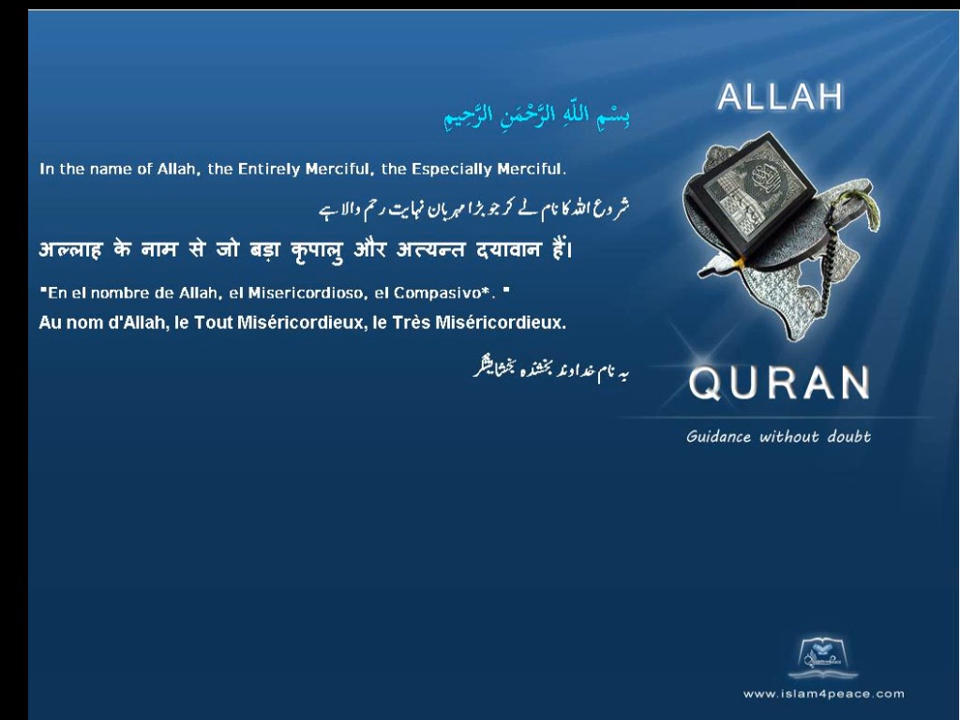 بِسْمِ اللّهِ الرَّحْمَنِ الرَّحِيمِ
In the name of Allah, the Entirely Merciful, the Especially Merciful.
شروع اللہ کا نام لے کر جو بڑا مہربان نہایت رحم والا ہے
अल्लाह के नाम से जो बड़ा कृपालु और अत्यन्त दयावान हैं।
"En el nombre de Allah, el Misericordioso, el Compasivo*. "
Au nom d'Allah, le Tout Miséricordieux, le Très Miséricordieux.
به نام خداوند بخشنده بخشایشگر
ALLAH
QURAN
Guidance without doubt
www.islam4peace.com